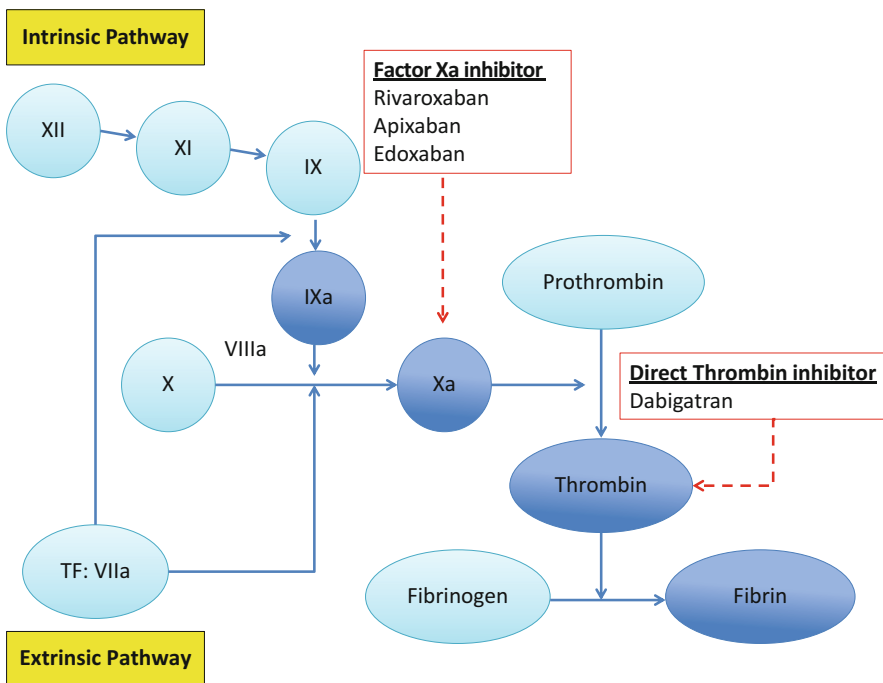 Intrinsic Pathway
Factor Xa inhibitor
Rivaroxaban
Apixaban
Edoxaban
XII
XI
IX
IXa
Prothrombin
VIIIa
X
Xa
Direct Thrombin inhibitor
Dabigatran
Thrombin
TF: VIIa
Fibrinogen
Fibrin
Extrinsic Pathway